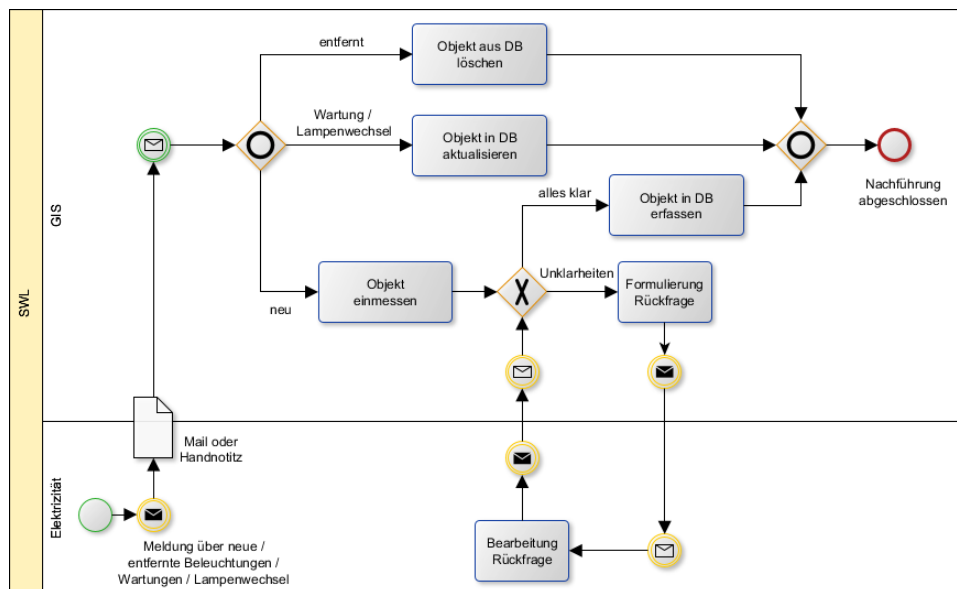 SWL
GIS
entfernt
Objekt aus DB
löschen
Wartung /
Lampenwechsel
Objekt in DB
aktualisieren
Nachführung
abgeschlossen
alles klar
Objekt in DB
erfassen
neu
Objekt
einmessen
Unklarheiten
Formulierung
Rückfrage
Elektrizität
Mail oder
Handnotitz
Meldung über neue /
entfernte Beleuchtungen /
Wartungen / Lampenwechsel
Bearbeitung
Rückfrage